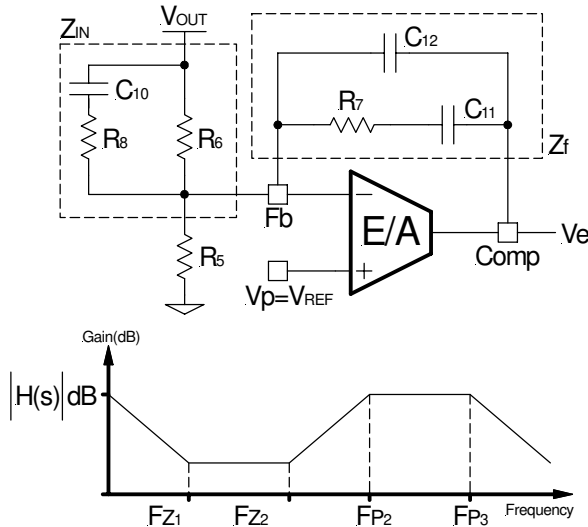 VOUT
ZIN
C12
C10
R7
C11
R8
R6
Zf
Fb
E/A
Ve
R5
Comp
Vp=VREF
Gain(dB)
|H(s)|dB
FZ1
FZ2
FP2
FP3
Frequency
−
+